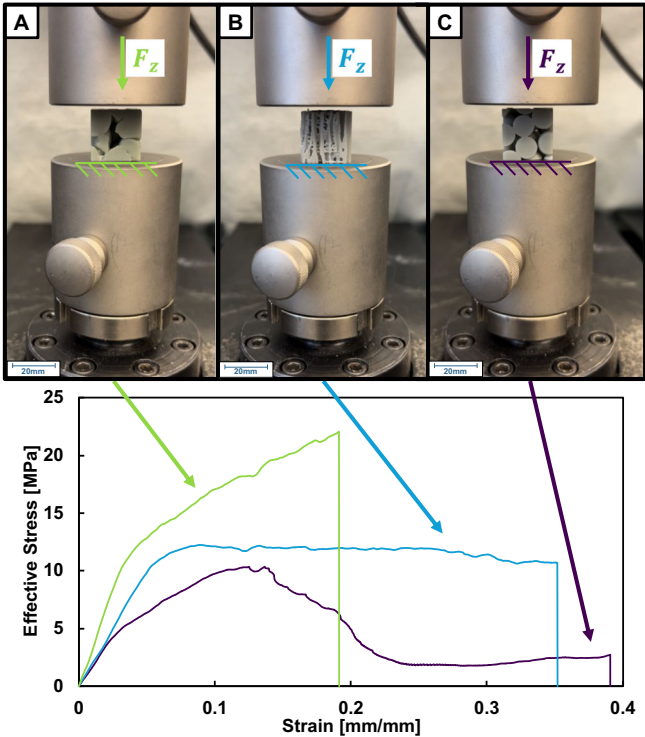 A
B
C
F_z
F_z
F_z
20mm
20mm
20mm
25
20
15
10
5
0
Effective Stress [MPa]
0
0.1
0.2
0.3
0.4
Strain [mm/mm]